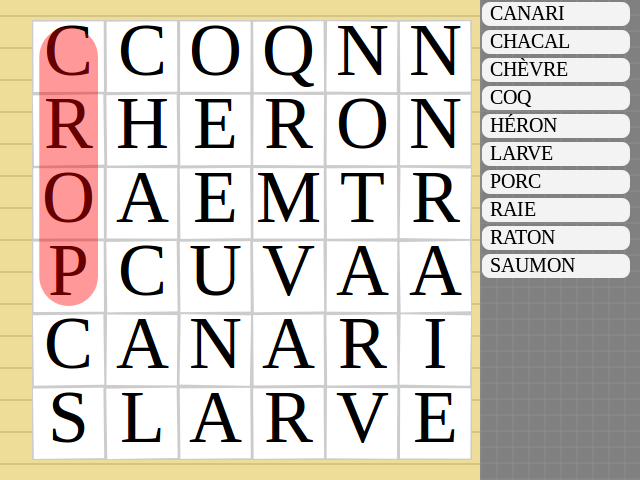 C C O Q N N
R H E R O N
O A E M T R
P C U V A A
C A N A R I
S L A R V E
CANARI
CHACAL
CHÈVRE
COQ
HÉRON
LARVE
PORC
RAIE
RATON
SAUMON